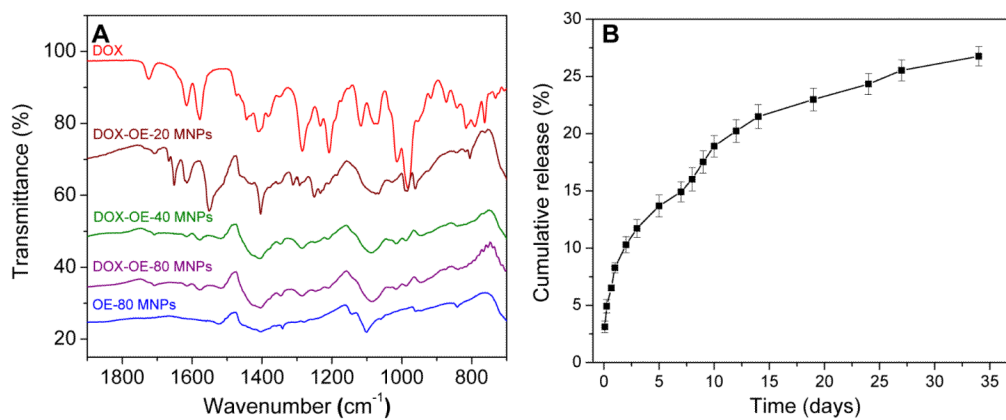 A
DOX
DOX-OE-20 MNPs
DOX-OE-40 MNPs
DOX-OE-80 MNPs
OE-80 MNPs
Transmittance (%)
100
80
60
40
20
1800 1600 1400 1200 1000 800
Wavenumber (cm⁻¹)
B
Cumulative release (%)
30
25
20
15
10
5
0
0 5 10 15 20 25 30 35
Time (days)